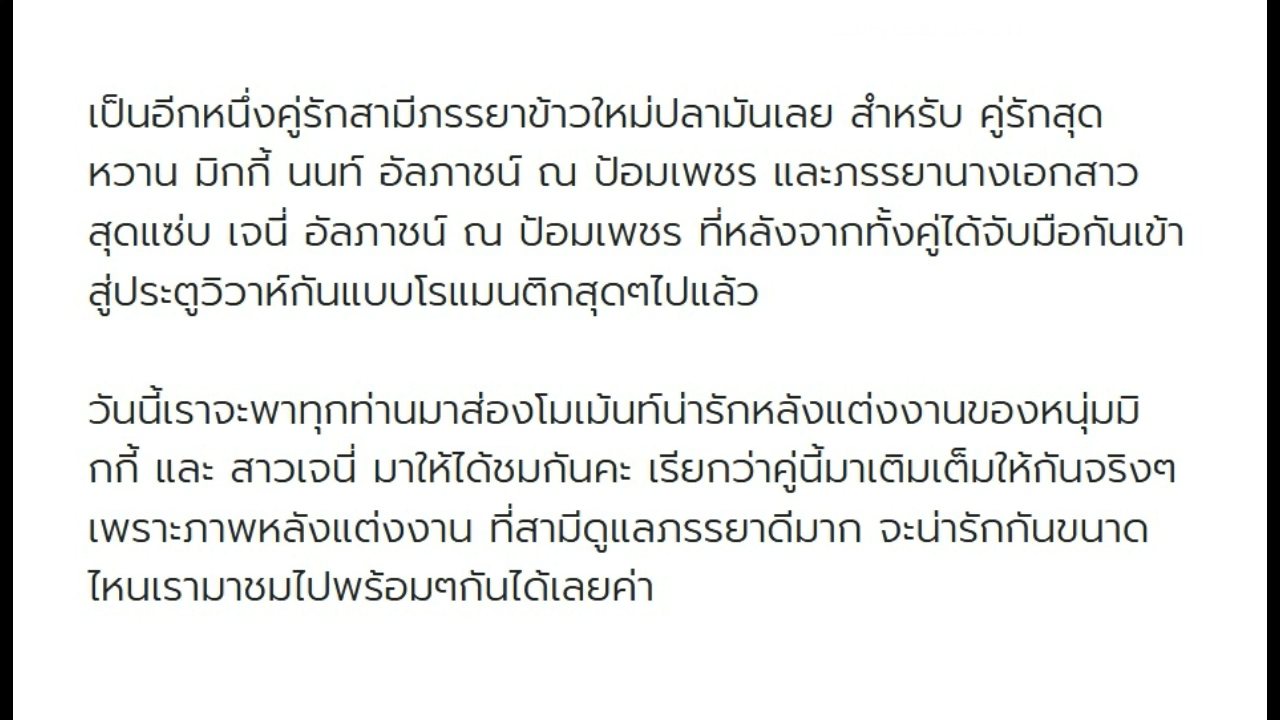 เป็นอีกหนึ่งคู่รักสามีภรรยาข้าวใหม่ปลามันเลย สำหรับ คู่รักสุด
หวาน มิกกี้ นนท์ อัลภาชน์ ณ ป้อมเพชร และภรรยานางเอกสาว
สุดแซ่บ เจนี่ อัลภาชน์ ณ ป้อมเพชร ที่หลังจากทั้งคู่ได้จับมือกันเข้า
สู่ประตูวิวาห์กันแบบโรแมนติกสุดๆไปแล้ว
วันนี้เราจะพาทุกท่านมาส่องโมเม้นท์น่ารักหลังแต่งงานของหนุ่มมิ
กกี้ และ สาวเจนี่ มาให้ได้ชมกันคะ เรียกว่าคู่นี้มาเติมเต็มให้กันจริงๆ
เพราะภาพหลังแต่งงาน ที่สามีดูแลภรรยาดีมาก จะน่ารักกันขนาด
ไหนเรามาชมไปพร้อมๆกันได้เลยค่า